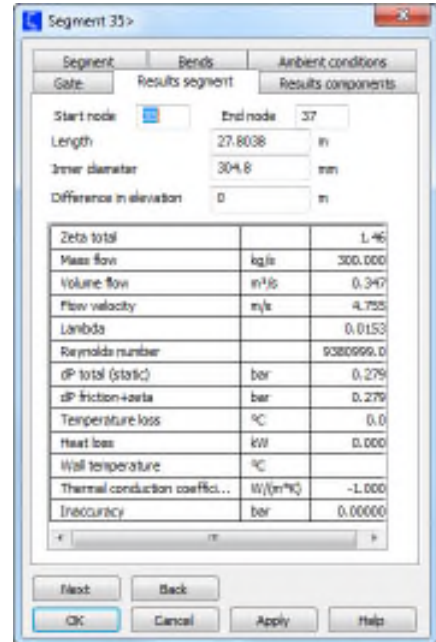 Segment 35>
Segment Bends Ambient conditions
Gate Results segment Results components
Start node 35 End node 37
Length 27.8038 m
Inner diameter 304.8 mm
Difference in elevation 0 m
Zeta total 1.46
Mass flow kg/s 300.000
Volume flow m³/s 0.347
Flow velocity m/s 4.755
Lambda 0.0153
Reynolds number 9380999.0
dP total (static) bar 0.279
dP friction+zeta bar 0.279
Temperature loss °C 0.0
Heat loss kW 0.000
Wall temperature °C
Thermal conduction coeffici... W/(m*K) -1.000
Inaccuracy bar 0.00000
Next Back
OK Cancel Apply Help